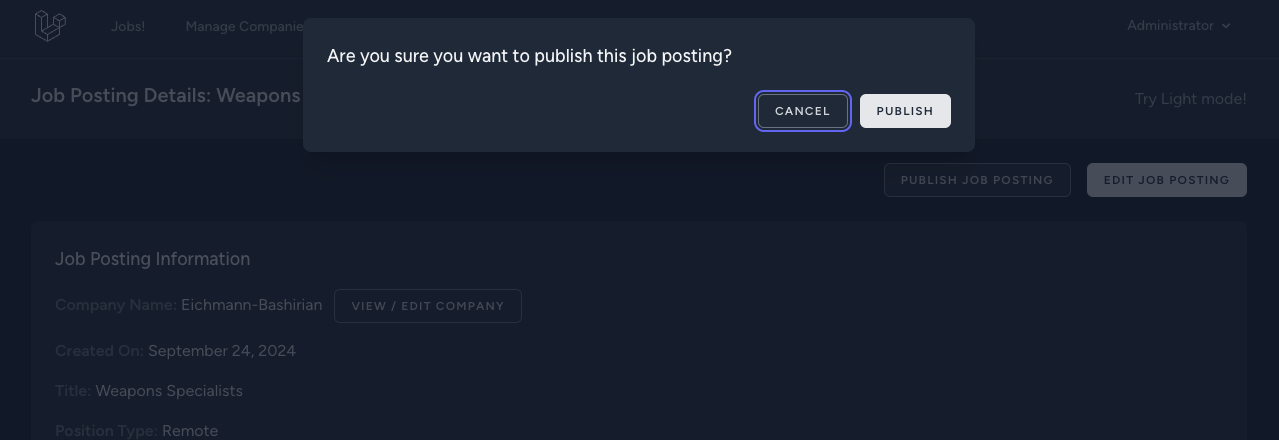 Jobs! Manage Companie Administrator
Are you sure you want to publish this job posting?
CANCEL PUBLISH
Job Posting Details: Weapons Try Light mode!
PUBLISH JOB POSTING EDIT JOB POSTING
Job Posting Information
Company Name: Eichmann-Bashirian VIEW / EDIT COMPANY
Created On: September 24, 2024
Title: Weapons Specialists
Position Type: Remote